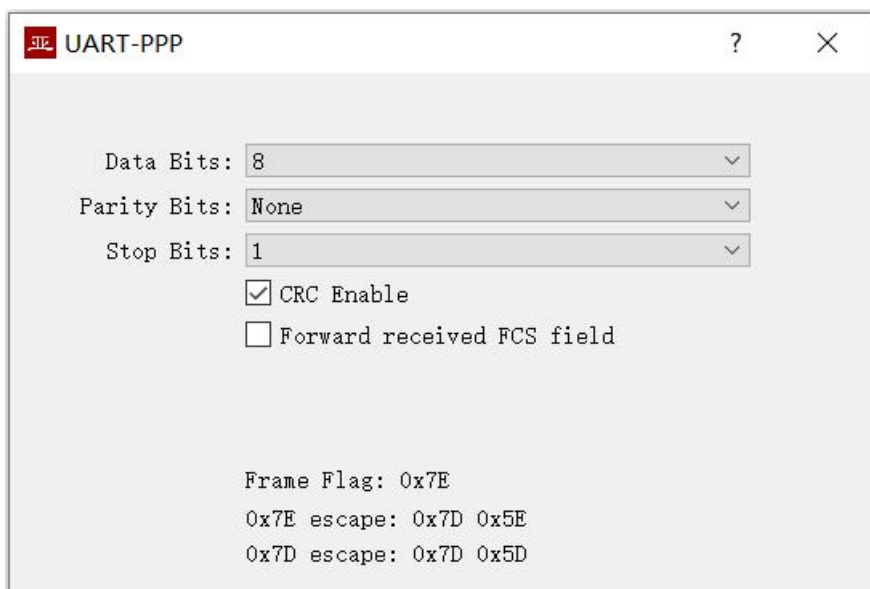 UART-PPP
Data Bits: 8
Parity Bits: None
Stop Bits: 1
CRC Enable
Forward received FCS field
Frame Flag: 0x7E
0x7E escape: 0x7D 0x5E
0x7D escape: 0x7D 0x5D